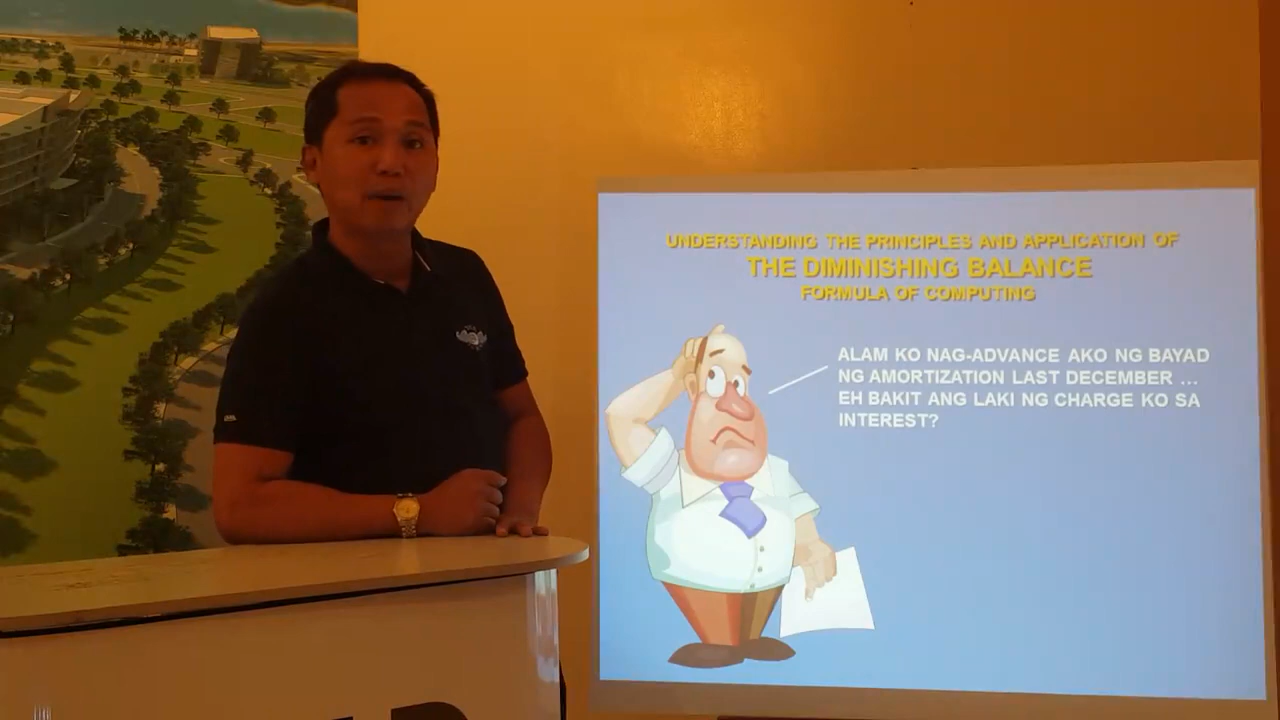 UNDERSTANDING THE PRINCIPLES AND APPLICATION OF
THE DIMINISHING BALANCE
FORMULA OF COMPUTING
ALAM KO NAG-ADVANCE AKO NG BAYAD
NG AMORTIZATION LAST DECEMBER ...
EH BAKIT ANG LAKI NG CHARGE KO SA
INTEREST?